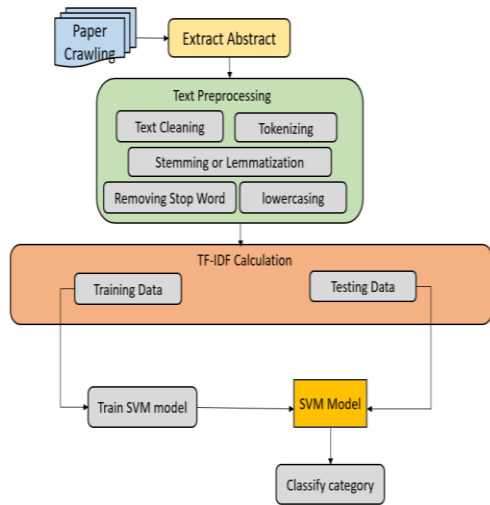 Paper
Crawling
Extract Abstract
Text Preprocessing
Text Cleaning
Tokenizing
Stemming or Lemmatization
Removing Stop Word
lowercasing
TF-IDF Calculation
Training Data
Testing Data
Train SVM model
SVM Model
Classify category